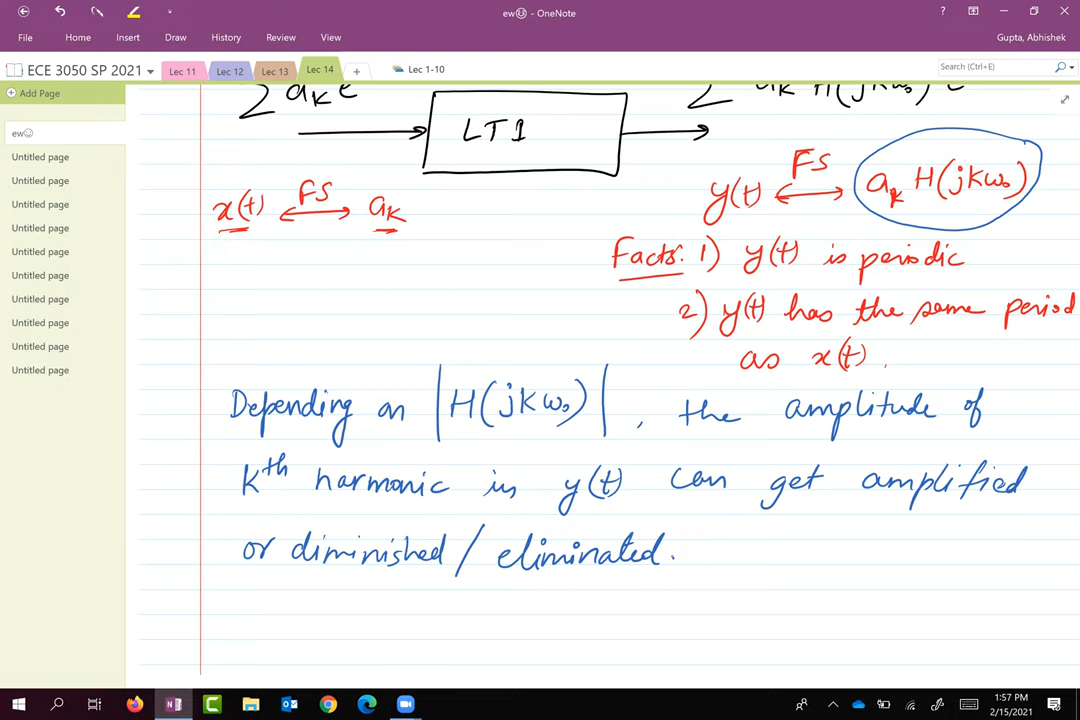 ew☺ - OneNote
?
Gupta, Abhishek
File Home Insert Draw History Review View
ECE 3050 SP 2021 Lec 11 Lec 12 Lec 13 Lec 14 + Lec 1-10
Search (Ctrl+E)
Add Page
ew☺
Untitled page
Untitled page
Untitled page
Untitled page
Untitled page
Untitled page
Untitled page
Untitled page
Untitled page
Untitled page
LTI
x(t) FS ↔ aₖ
y(t) FS ↔ aₖ H(jkω₀)
Facts: 1) y(t) is periodic
2) y(t) has the same period
as x(t).
Depending on |H(jkω₀)|, the amplitude of
kth harmonic in y(t) can get amplified
or diminished / eliminated.
1:57 PM
2/15/2021